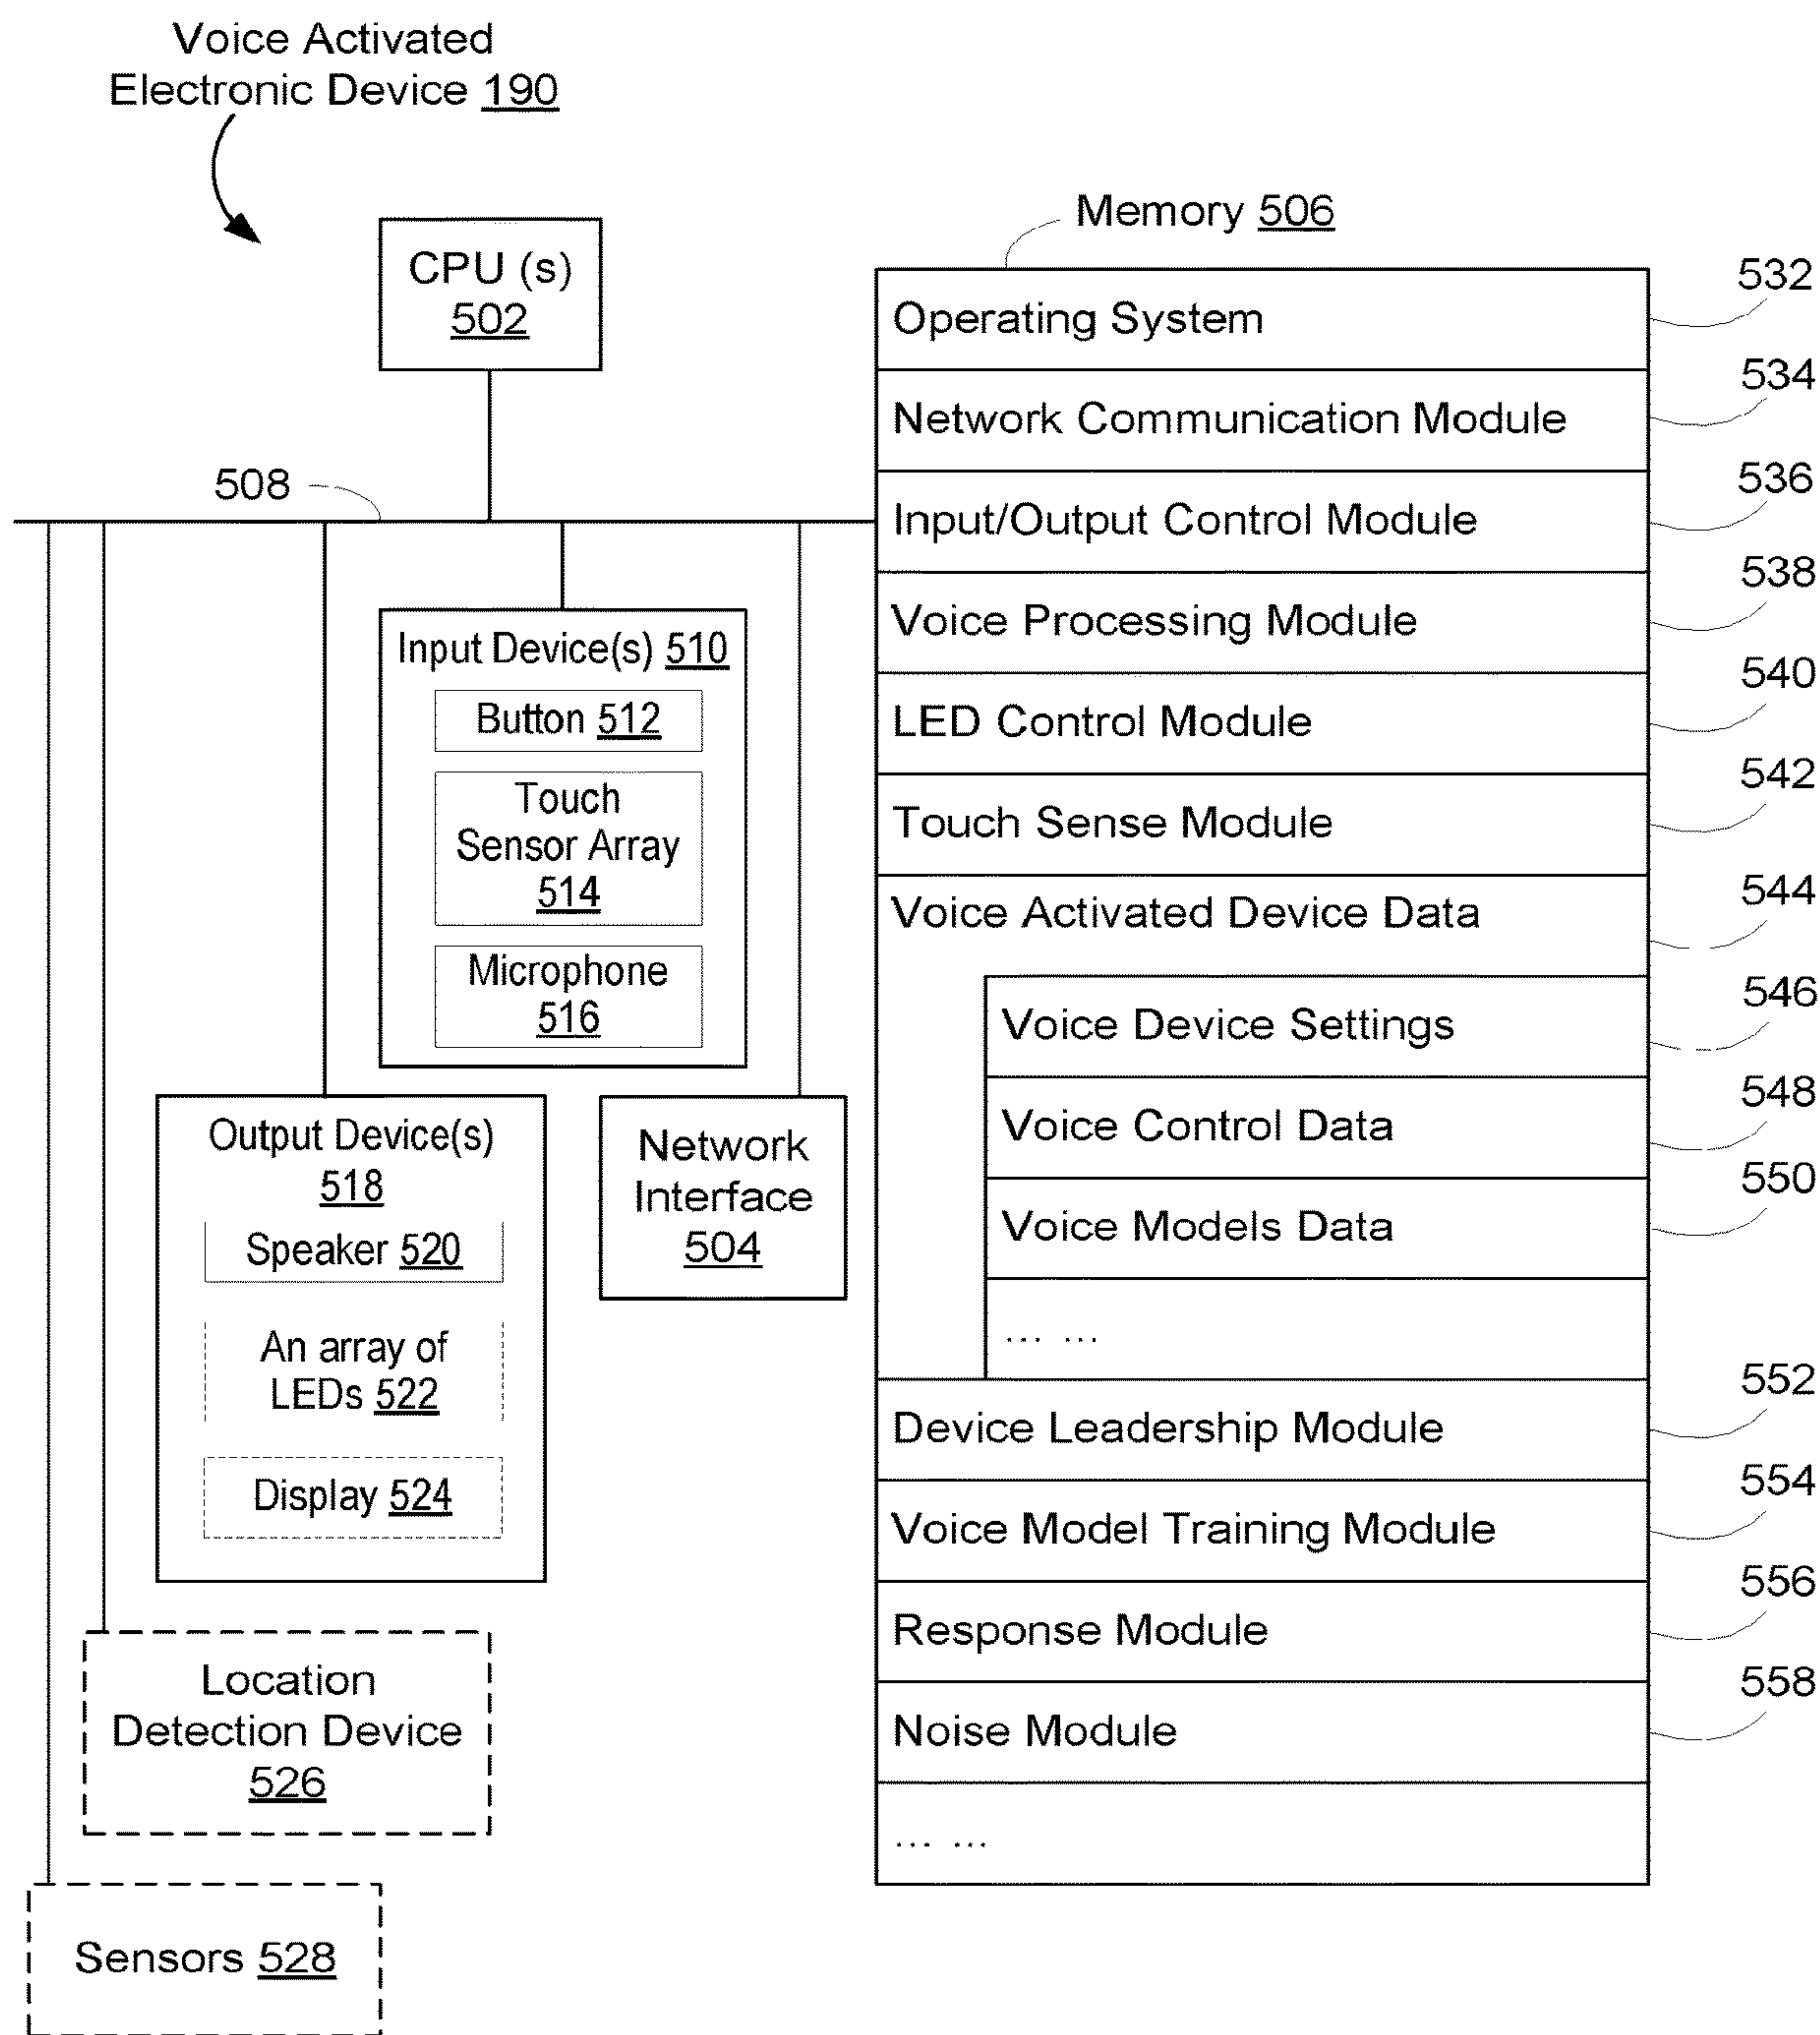 Voice Activated
Electronic Device 190
CPU (s)
502
508
Input Device(s) 510
Button 512
Touch
Sensor Array
514
Microphone
516
Output Device(s)
518
Speaker 520
An array of
LEDs 522
Display 524
Network
Interface
504
Location
Detection Device
526
Sensors 528
Memory 506
Operating System 532
Network Communication Module 534
Input/Output Control Module 536
Voice Processing Module 538
LED Control Module 540
Touch Sense Module 542
Voice Activated Device Data 544
Voice Device Settings 546
Voice Control Data 548
Voice Models Data 550
... ...
Device Leadership Module 552
Voice Model Training Module 554
Response Module 556
Noise Module 558
... ...